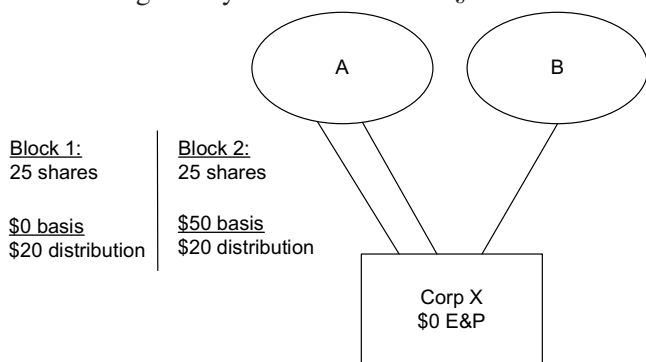 A
B
Block 1:
25 shares
$0 basis
$20 distribution
Block 2:
25 shares
$50 basis
$20 distribution
Corp X
$0 E&P